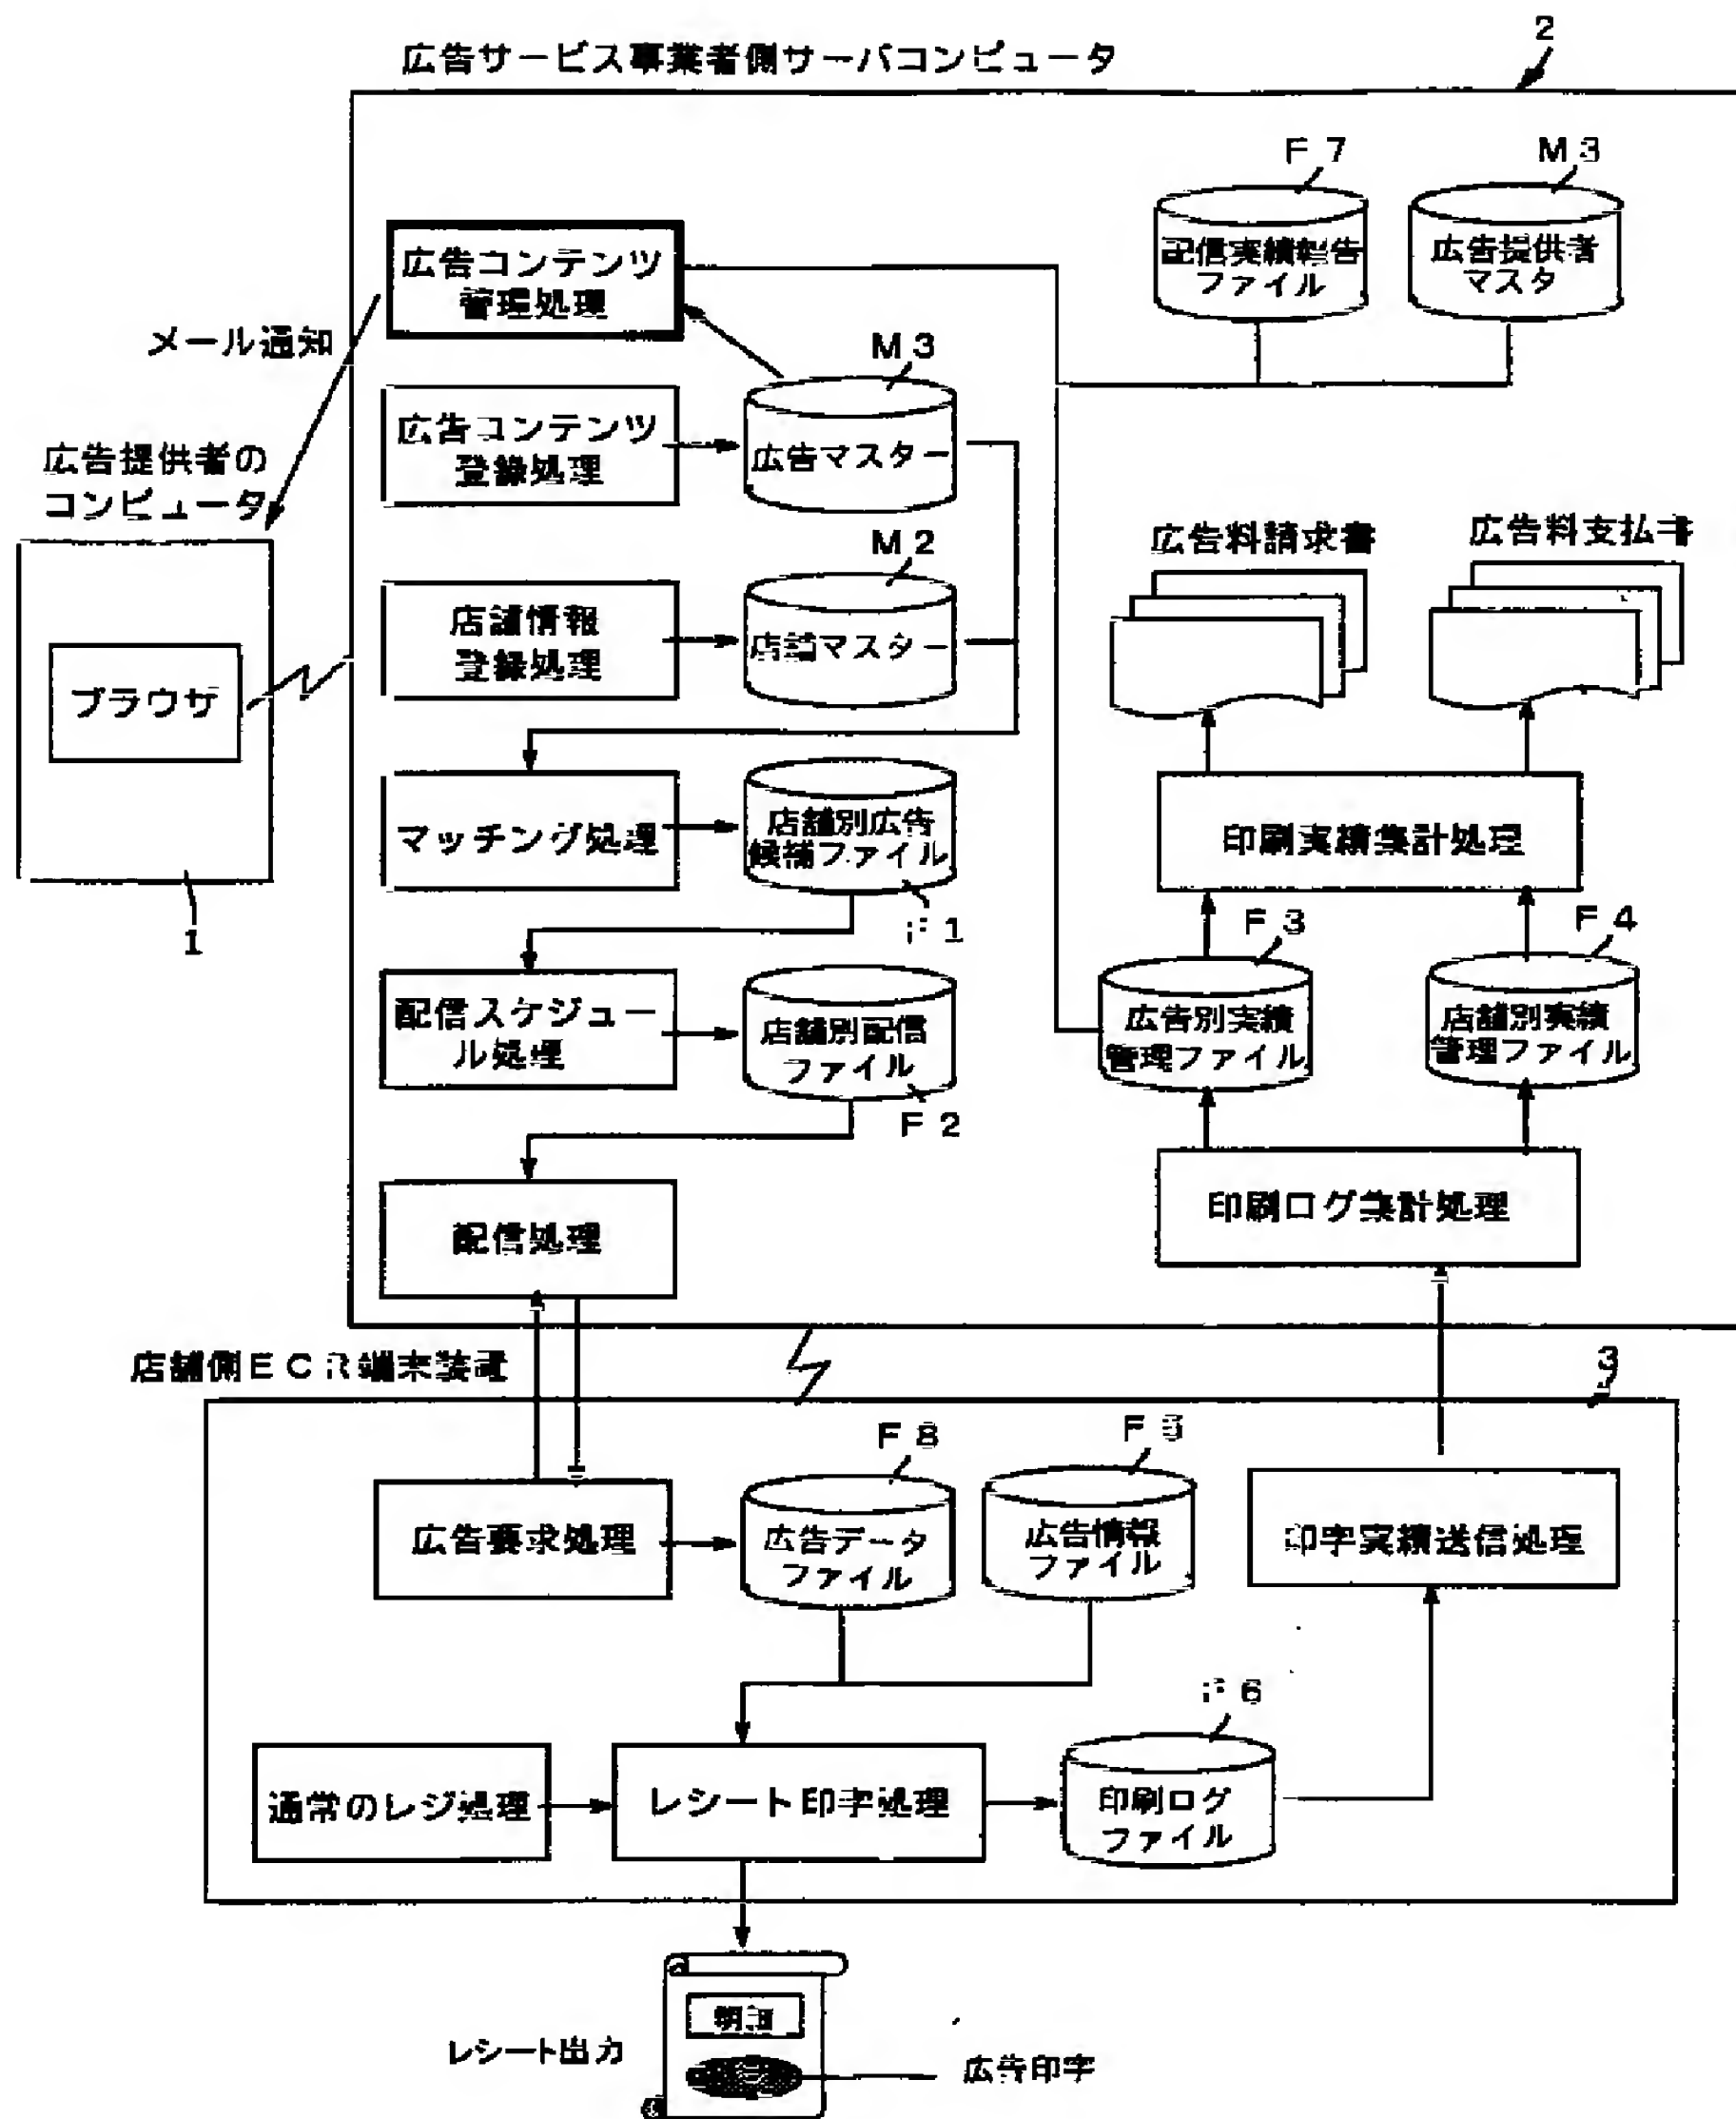 広告サービス事業者側サーバコンピュータ
2
F7
M3
配信実績報告
ファイル
広告提供者
マスタ
広告コンテンツ
管理処理
メール通知
M3
広告コンテンツ
登録処理
広告マスター
広告提供者の
コンピュータ
広告料請求書
広告料支払書
M2
店舗情報
登録処理
店舗マスター
ブラウザ
マッチング処理
店舗別広告
候補ファイル
印刷実績集計処理
1
F1
F3
F4
配信スケジュー
ル処理
店舗別配信
ファイル
広告別実績
管理ファイル
店舗別実績
管理ファイル
F2
配信処理
印刷ログ集計処理
店舗側ECR端末装置
3
F8
広告要求処理
広告データ
ファイル
広告情報
ファイル
印字実績送信処理
F6
通常のレジ処理
レシート印字処理
印刷ログ
ファイル
明細
レシート出力
広告印字